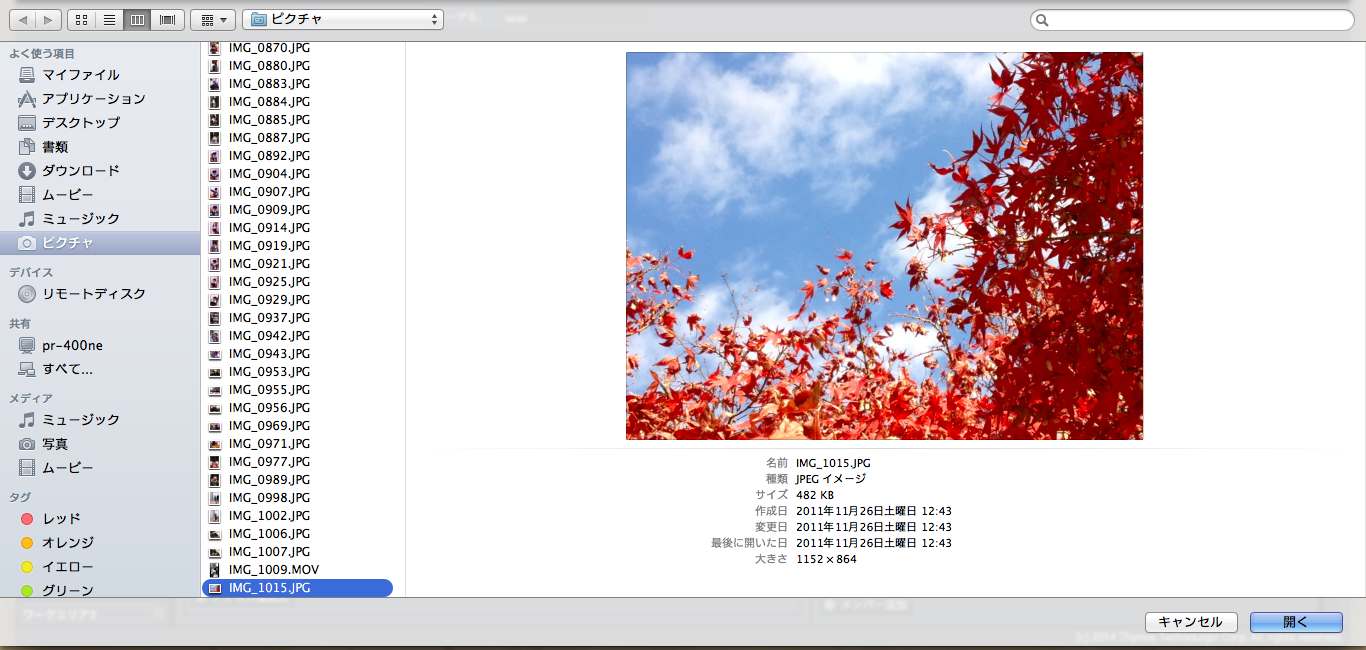 ピクチャ
よく使う項目
マイファイル
アプリケーション
デスクトップ
書類
ダウンロード
ムービー
ミュージック
ピクチャ
デバイス
リモートディスク
共有
pr-400ne
すべて...
メディア
ミュージック
写真
ムービー
タグ
レッド
オレンジ
イエロー
グリーン
IMG_0870.JPG
IMG_0880.JPG
IMG_0883.JPG
IMG_0884.JPG
IMG_0885.JPG
IMG_0887.JPG
IMG_0892.JPG
IMG_0904.JPG
IMG_0907.JPG
IMG_0909.JPG
IMG_0914.JPG
IMG_0919.JPG
IMG_0921.JPG
IMG_0925.JPG
IMG_0929.JPG
IMG_0937.JPG
IMG_0942.JPG
IMG_0943.JPG
IMG_0953.JPG
IMG_0955.JPG
IMG_0956.JPG
IMG_0969.JPG
IMG_0971.JPG
IMG_0977.JPG
IMG_0989.JPG
IMG_0998.JPG
IMG_1002.JPG
IMG_1006.JPG
IMG_1007.JPG
IMG_1009.MOV
IMG_1015.JPG
名前 IMG_1015.JPG
種類 JPEG イメージ
サイズ 482 KB
作成日 2011年11月26日土曜日 12:43
変更日 2011年11月26日土曜日 12:43
最後に開いた日 2011年11月26日土曜日 12:43
大きさ 1152 × 864
ワークエリア2
メンバー追加
キャンセル
開く